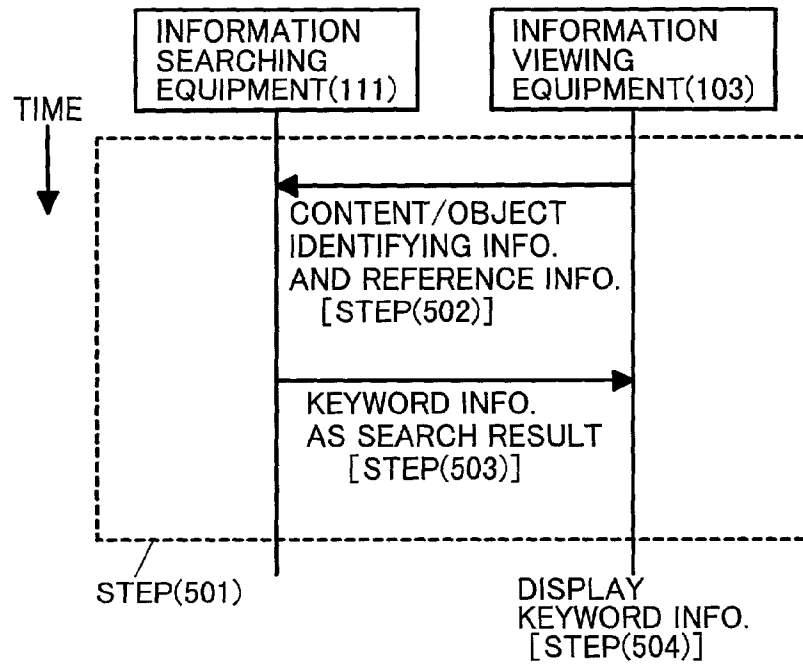 INFORMATION
SEARCHING
EQUIPMENT(111)
INFORMATION
VIEWING
EQUIPMENT(103)
TIME
CONTENT/OBJECT
IDENTIFYING INFO.
AND REFERENCE INFO.
[STEP(502)]
KEYWORD INFO.
AS SEARCH RESULT
[STEP(503)]
STEP(501)
DISPLAY
KEYWORD INFO.
[STEP(504)]